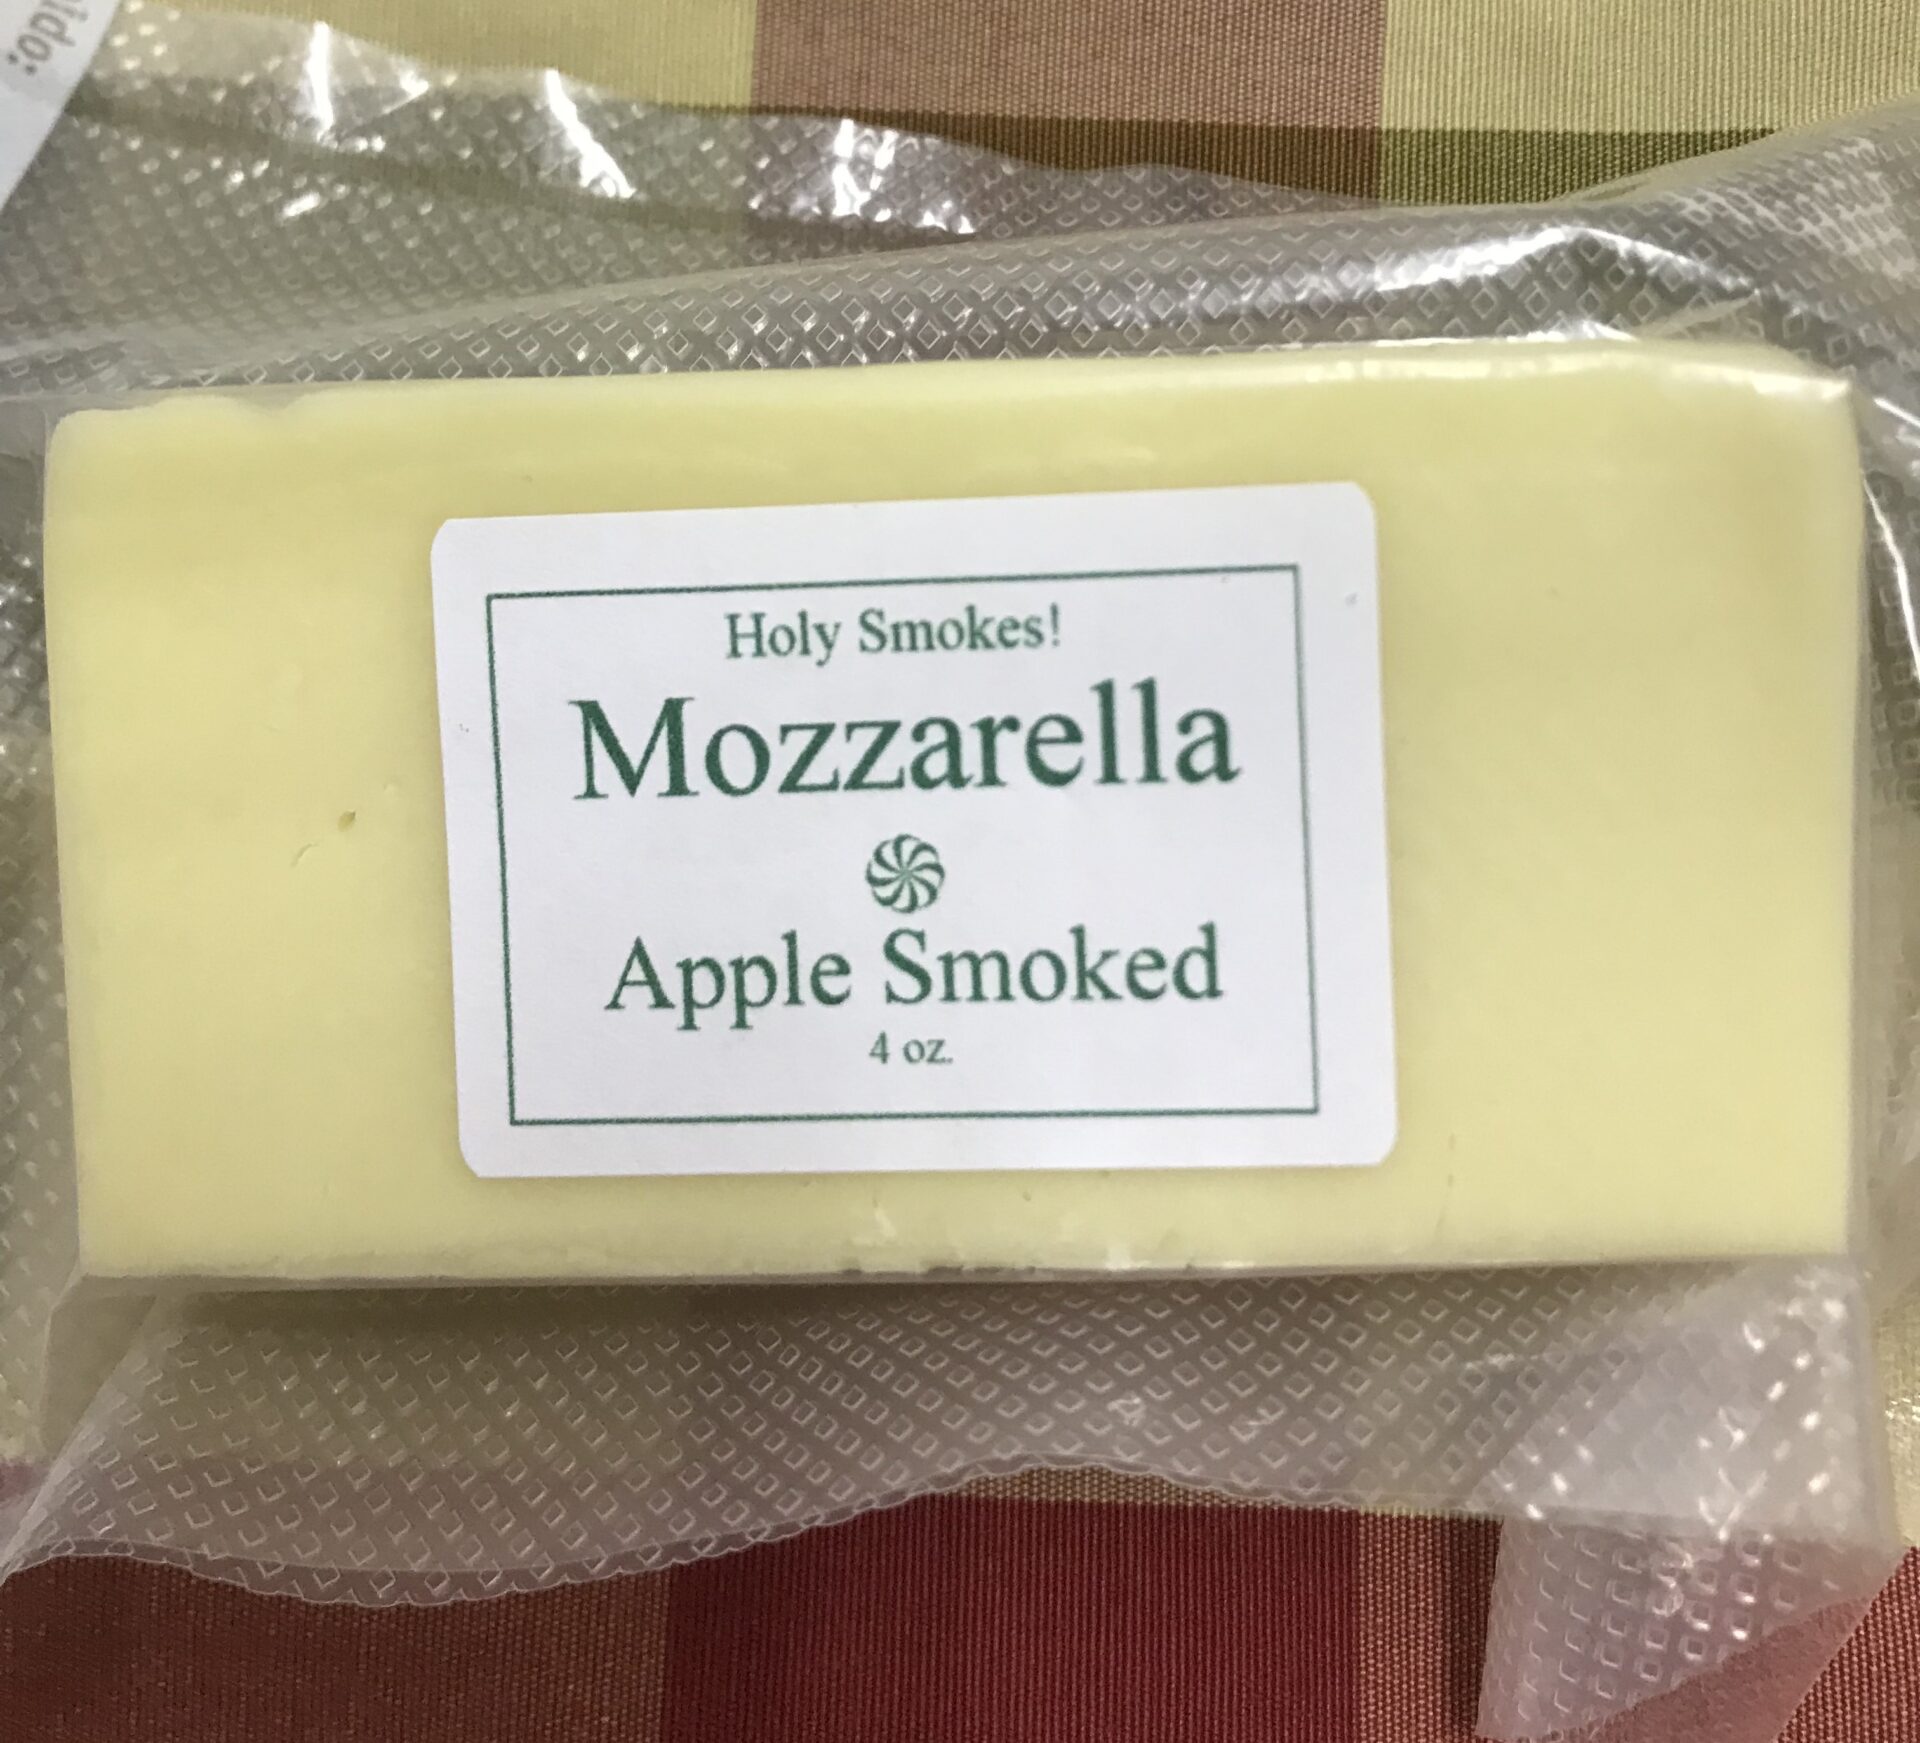 Holy Smokes!
Mozzarella
Apple Smoked
4 oz.